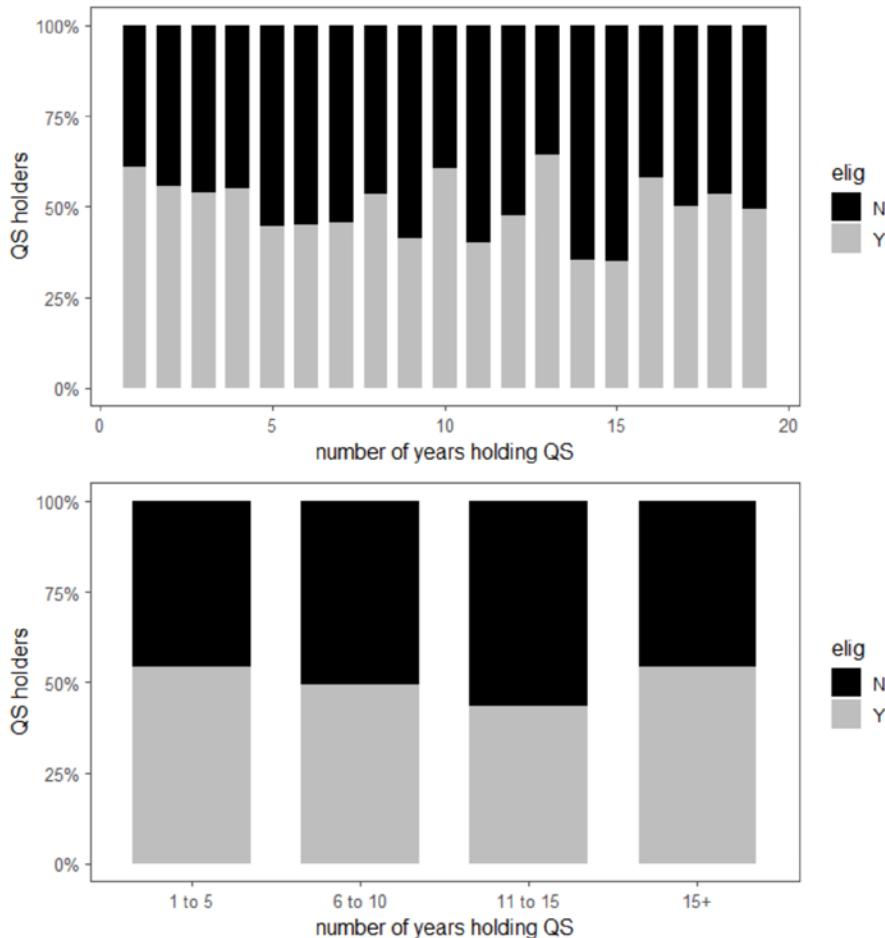 100%
75%
50%
25%
0%
QS holders
0 5 10 15 20
number of years holding QS
elig
N
Y
100%
75%
50%
25%
0%
QS holders
1 to 5 6 to 10 11 to 15 15+
number of years holding QS
elig
N
Y